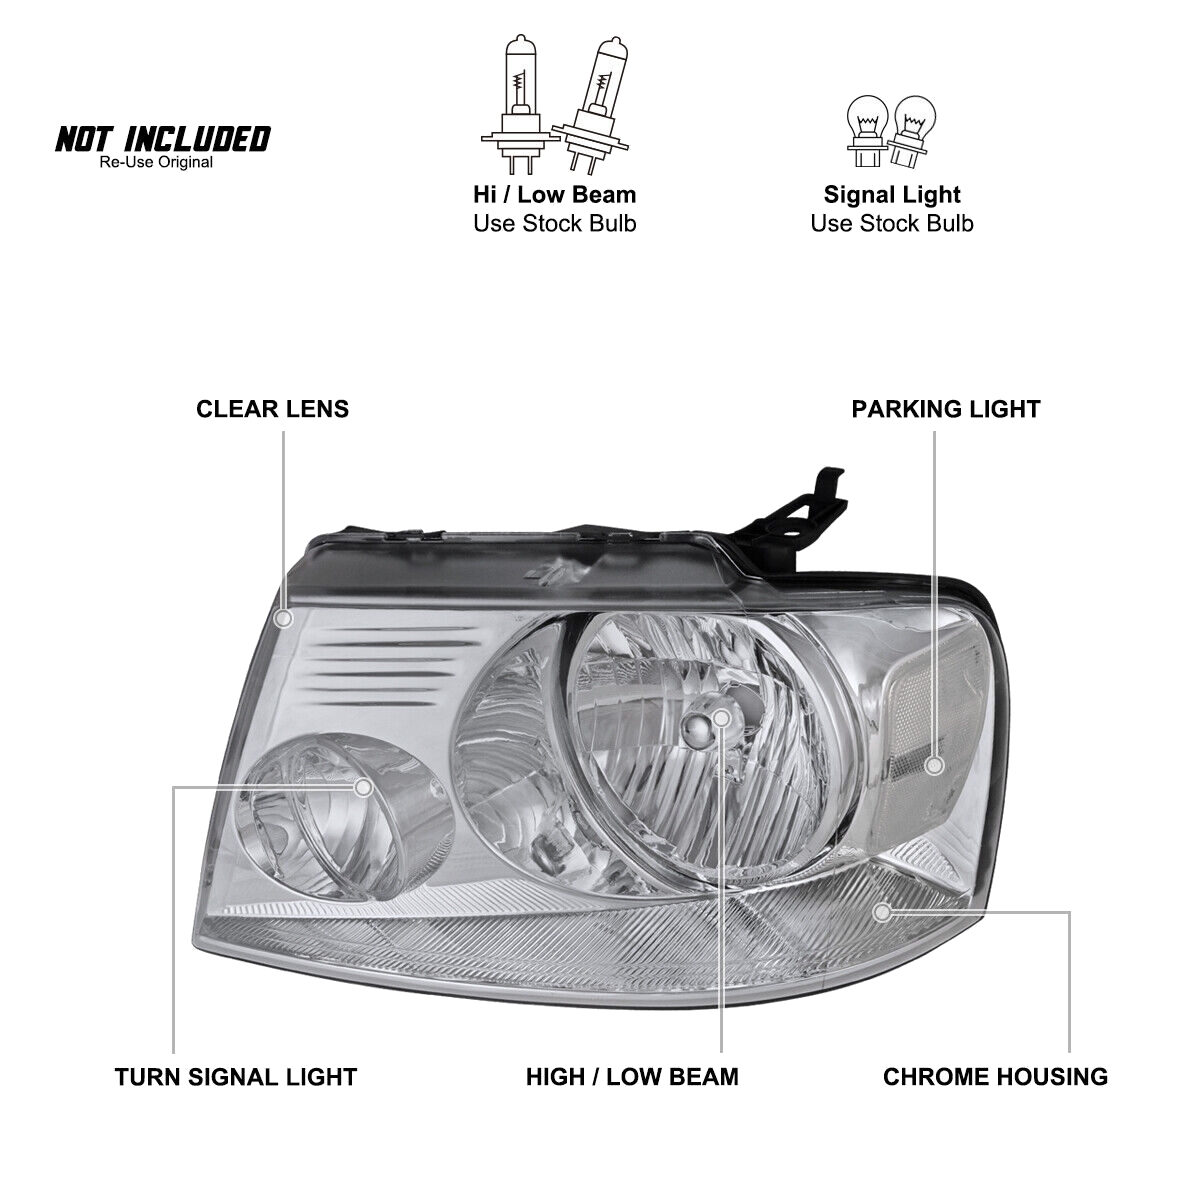 NOT INCLUDED
Re-Use Original
Hi / Low Beam
Use Stock Bulb
Signal Light
Use Stock Bulb
CLEAR LENS
PARKING LIGHT
TURN SIGNAL LIGHT
HIGH / LOW BEAM
CHROME HOUSING